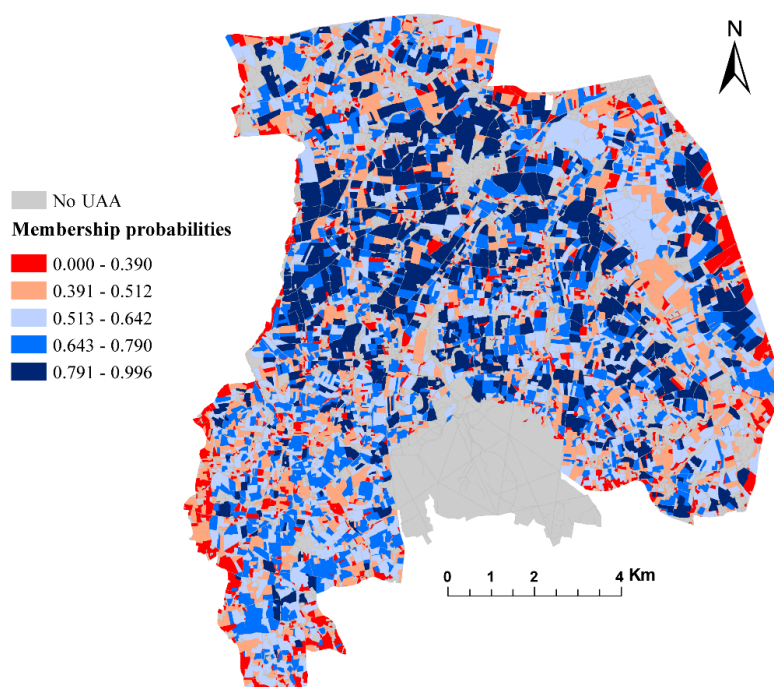 N
No UAA
Membership probabilities
0.000 - 0.390
0.391 - 0.512
0.513 - 0.642
0.643 - 0.790
0.791 - 0.996
0 1 2 4 Km